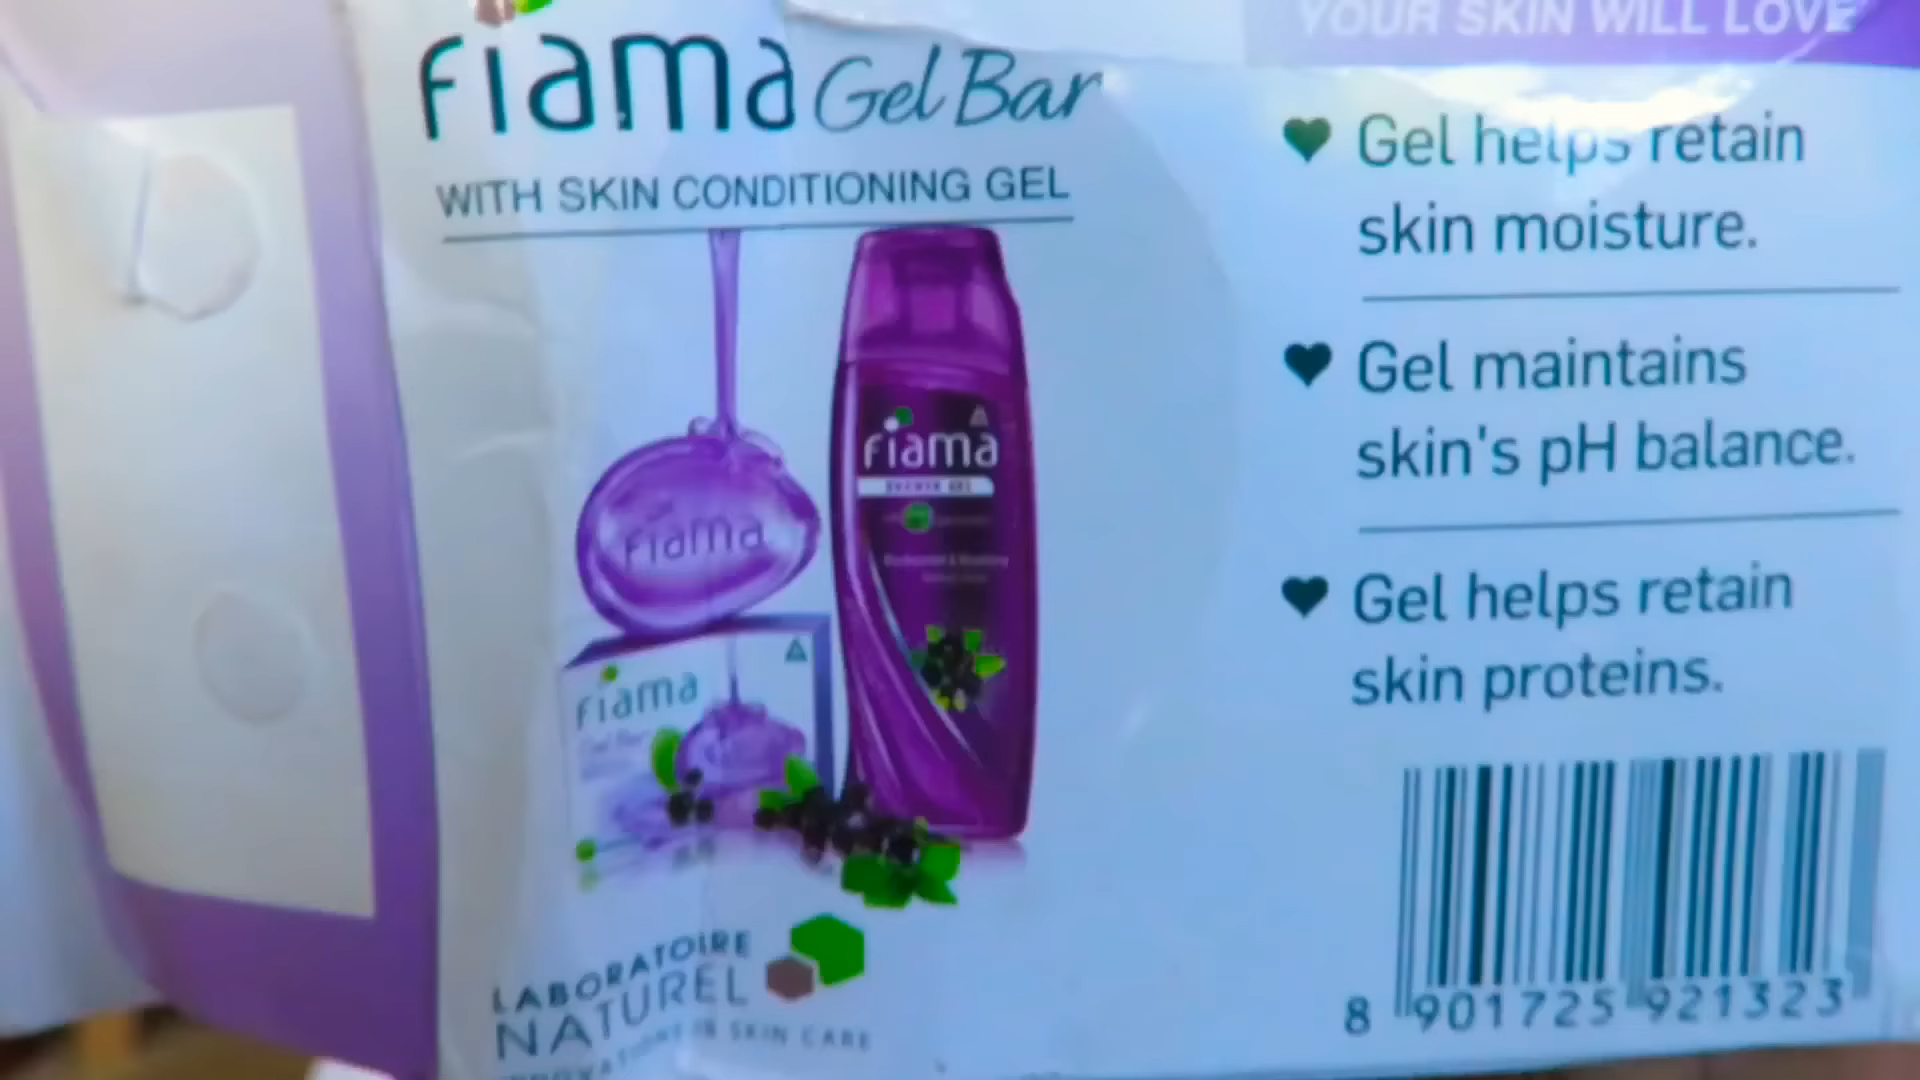 fiama Gel Bar
WITH SKIN CONDITIONING GEL
fiama
fiama
fiama
LABORATOIRE
NATUREL
IN SKIN CARE
YOUR SKIN WILL LOVE
Gel helps retain
skin moisture.
Gel maintains
skin's pH balance.
Gel helps retain
skin proteins.
8 901725 921323